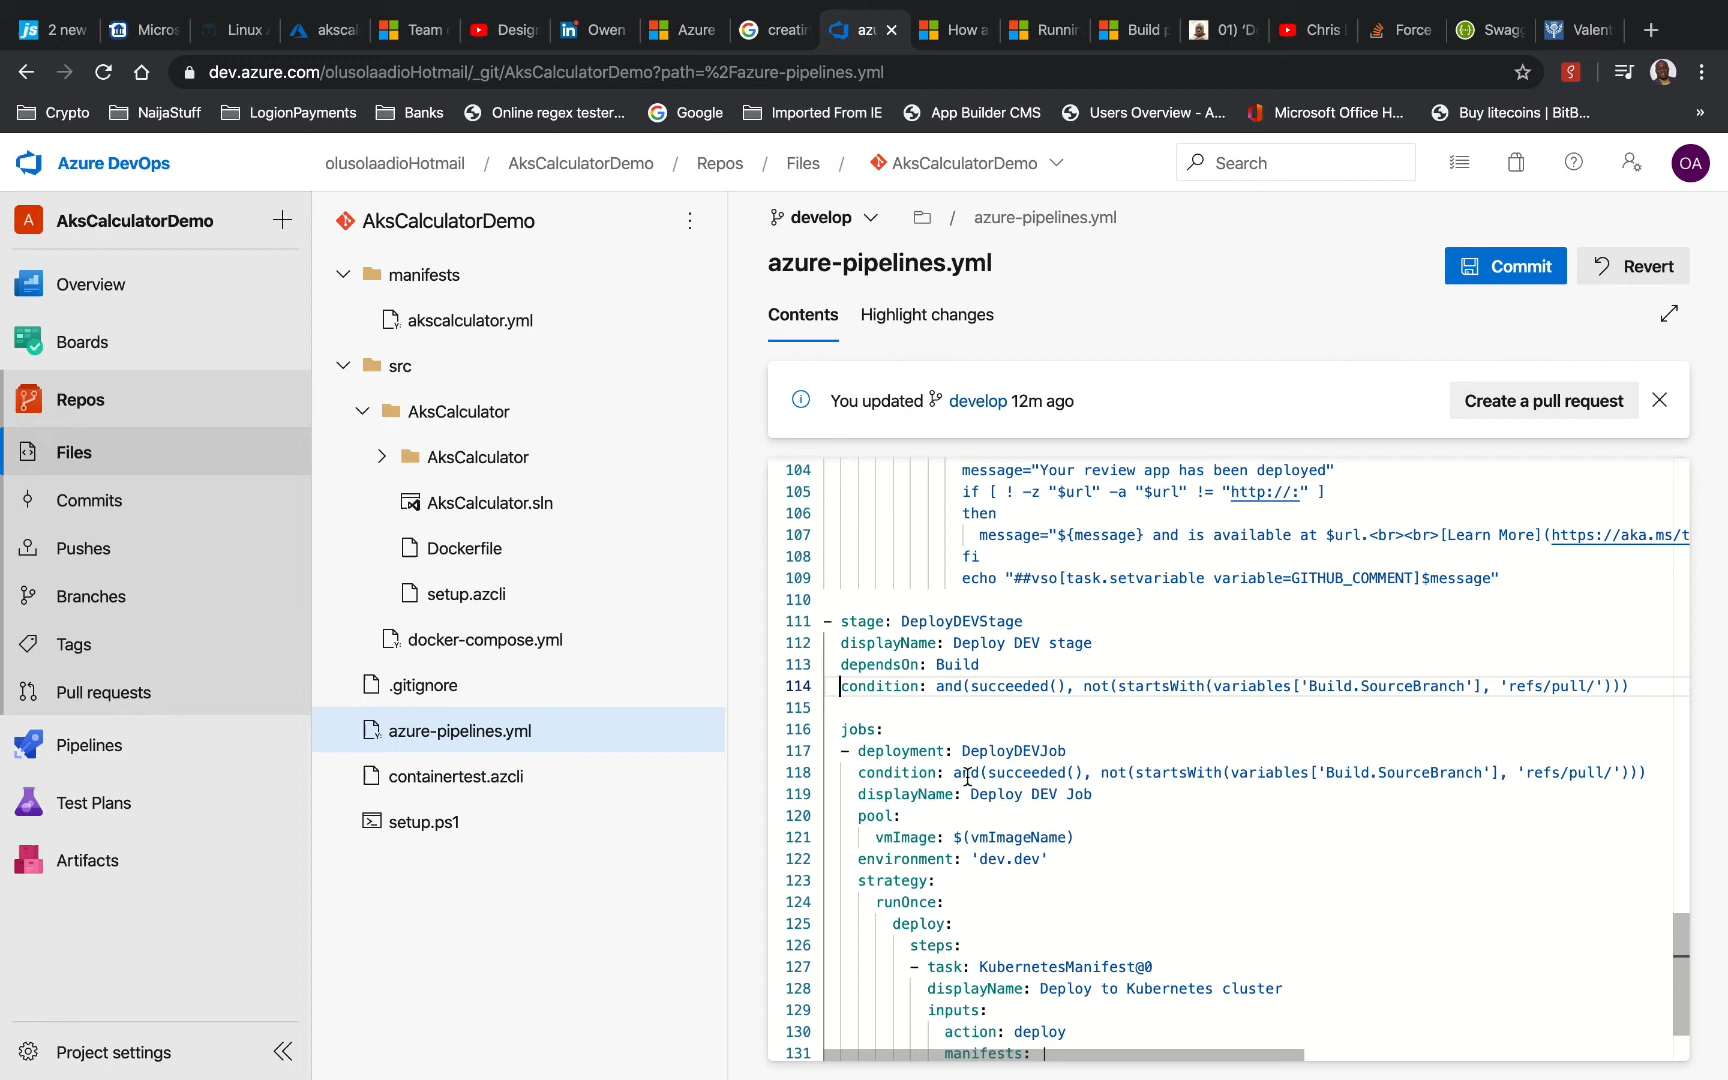 2 new
Micros
Linux
akscal
Team
Design
Owen
Azure
creatin
azu
How a
Runnin
Build p
01) 'D
Chris
Force
Swagg
Valent
dev.azure.com/olusolaadioHotmail/_git/AksCalculatorDemo?path=%2Fazure-pipelines.yml
Crypto
NaijaStuff
LogionPayments
Banks
Online regex tester...
Google
Imported From IE
App Builder CMS
Users Overview - A...
Microsoft Office H...
Buy litecoins | BitB...
»
Azure DevOps
olusolaadioHotmail / AksCalculatorDemo / Repos / Files / AksCalculatorDemo
Search
OA
A AksCalculatorDemo
Overview
Boards
Repos
Files
Commits
Pushes
Branches
Tags
Pull requests
Pipelines
Test Plans
Artifacts
Project settings
AksCalculatorDemo
manifests
akscalculator.yml
src
AksCalculator
AksCalculator
AksCalculator.sln
Dockerfile
setup.azcli
docker-compose.yml
.gitignore
azure-pipelines.yml
containertest.azcli
setup.ps1
develop / azure-pipelines.yml
azure-pipelines.yml
Commit
Revert
Contents
Highlight changes
You updated develop 12m ago
Create a pull request
104 message="Your review app has been deployed"
105 if [ ! -z "$url" -a "$url" != "http://:" ]
106 then
107 message="${message} and is available at $url.<br><br>[Learn More](https://aka.ms/t
108 fi
109 echo "##vso[task.setvariable variable=GITHUB_COMMENT]$message"
110
111 - stage: DeployDEVStage
112 displayName: Deploy DEV stage
113 dependsOn: Build
114 condition: and(succeeded(), not(startsWith(variables['Build.SourceBranch'], 'refs/pull/')))
115
116 jobs:
117 - deployment: DeployDEVJob
118 condition: and(succeeded(), not(startsWith(variables['Build.SourceBranch'], 'refs/pull/')))
119 displayName: Deploy DEV Job
120 pool:
121 vmImage: $(vmImageName)
122 environment: 'dev.dev'
123 strategy:
124 runOnce:
125 deploy:
126 steps:
127 - task: KubernetesManifest@0
128 displayName: Deploy to Kubernetes cluster
129 inputs:
130 action: deploy
131 manifests: |